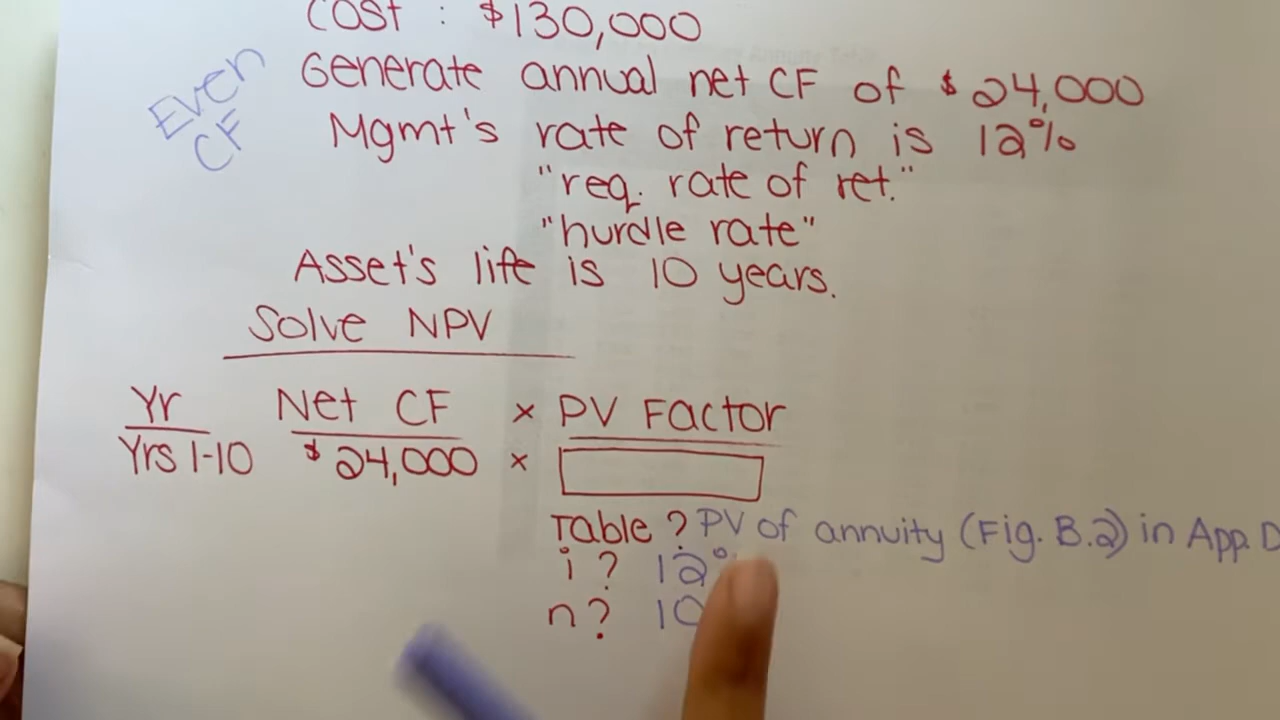 Cost : $130,000
Generate annual net CF of $24,000
Even
CF
Mgmt's rate of return is 12%
"req. rate of ret."
"hurdle rate"
Asset's life is 10 years.
Solve NPV
Yr Net CF × PV Factor
Yrs 1-10 $24,000 ×
Table ? PV of annuity (Fig. B.2) in App. D
i ? 12%
n ? 10